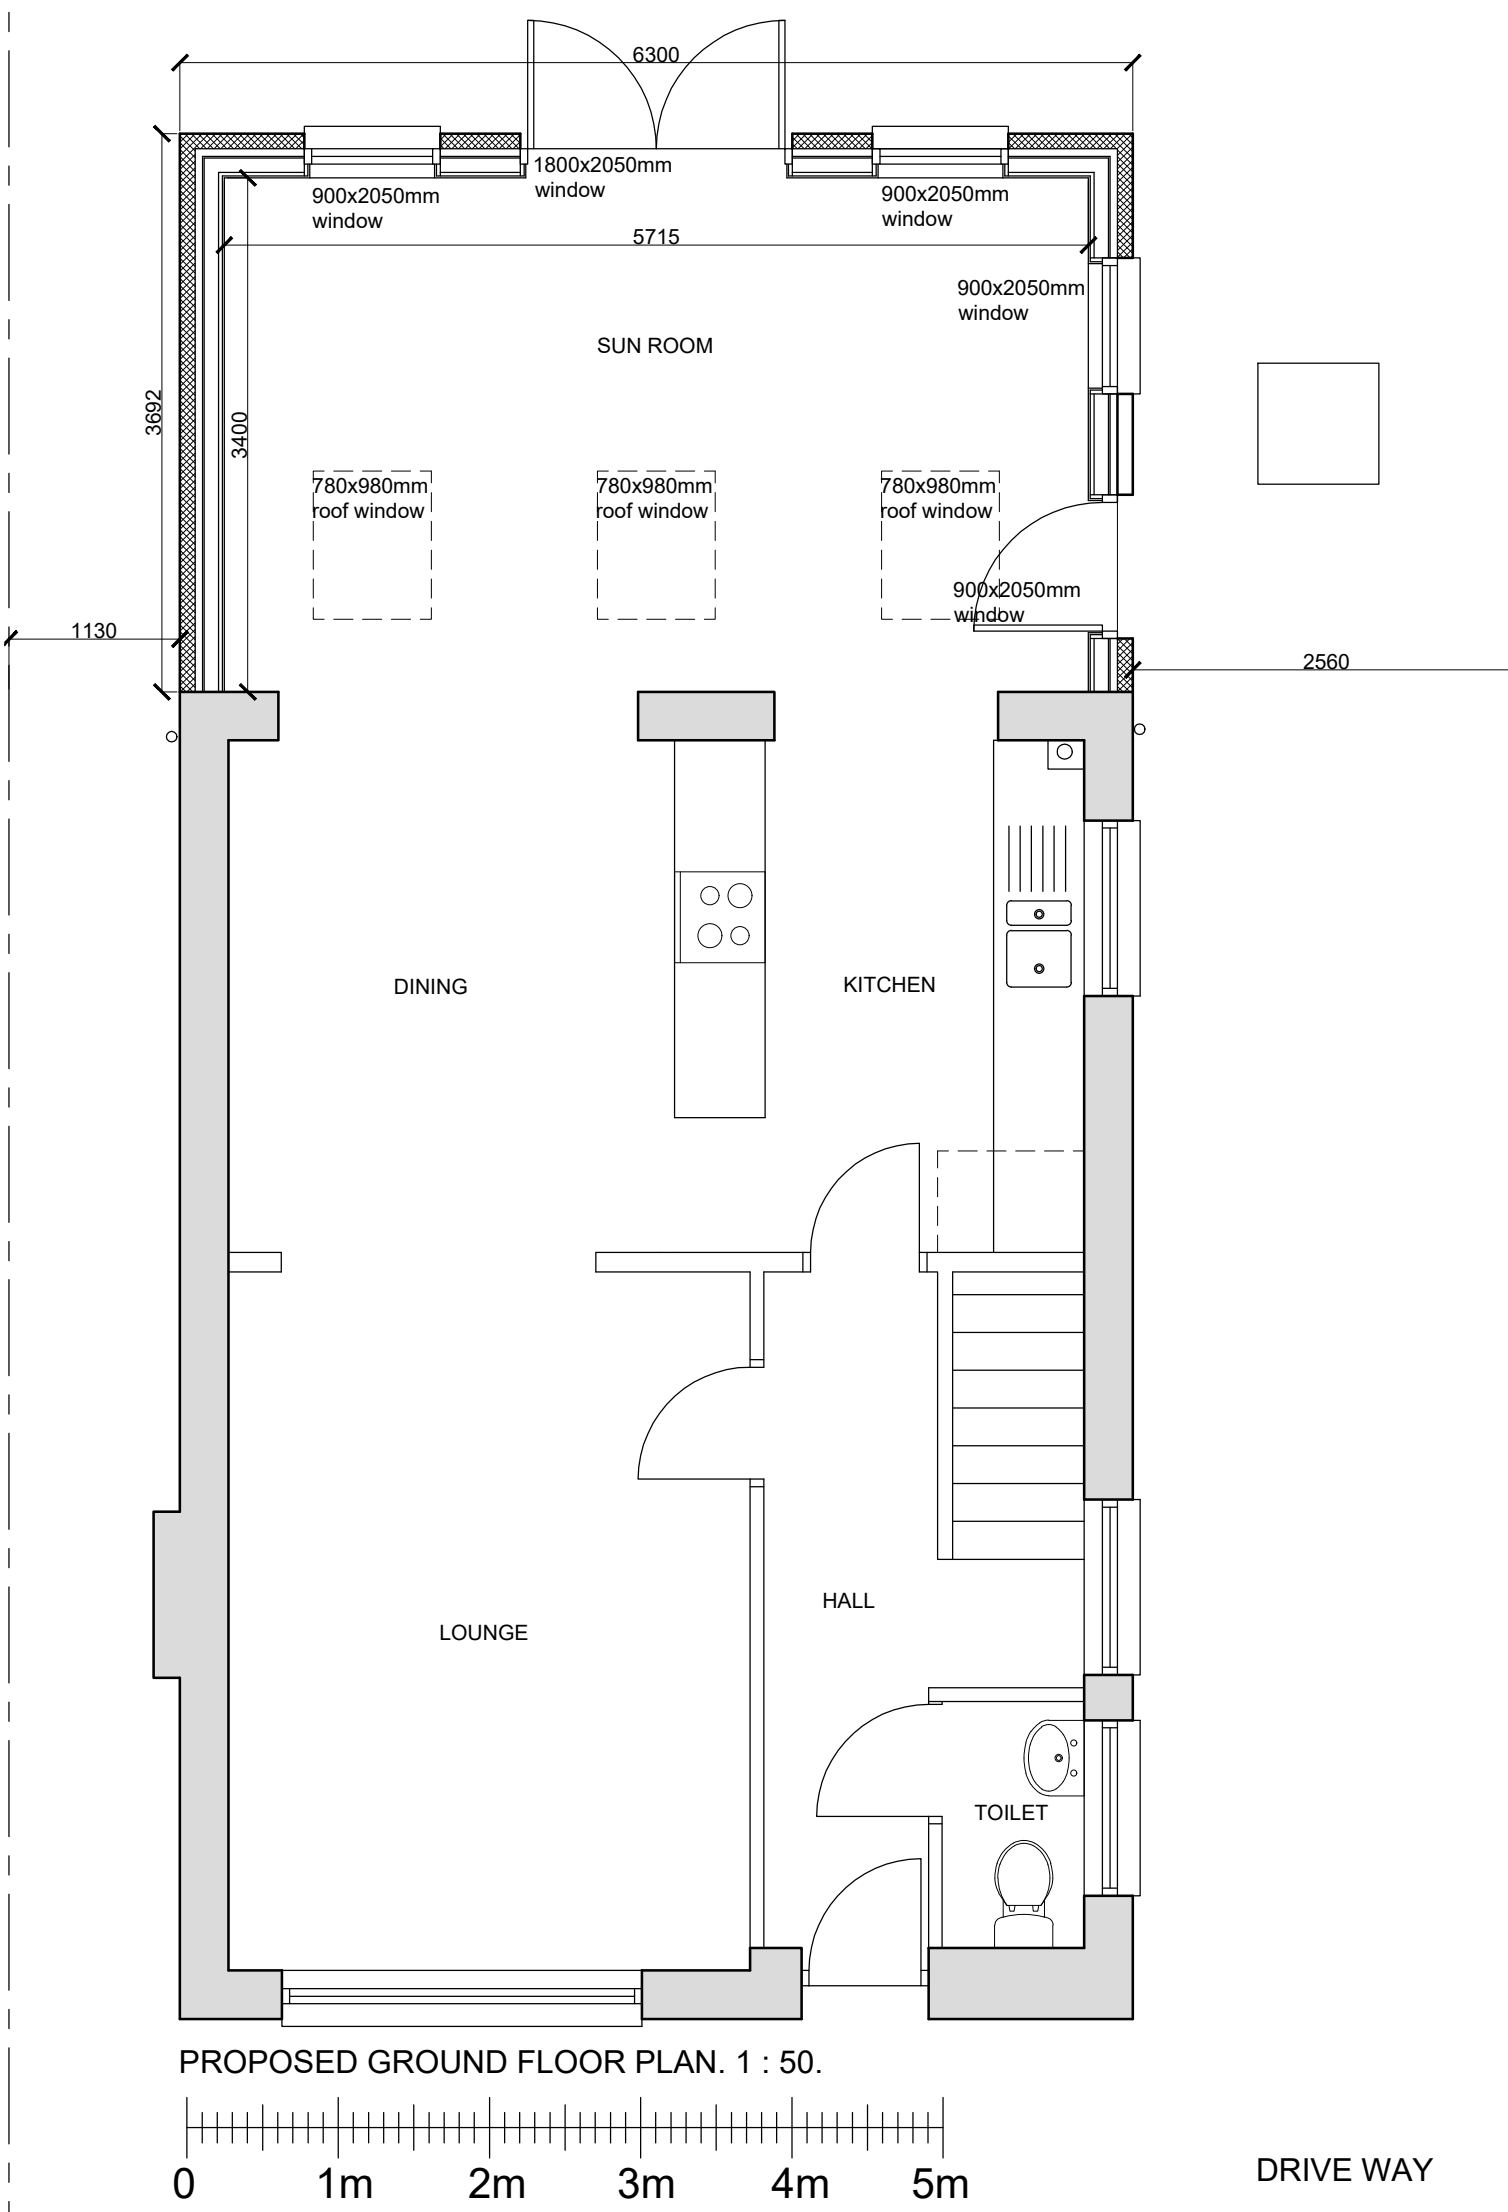 6300
1800x2050mm
window
900x2050mm
window
900x2050mm
window
5715
900x2050mm
window
SUN ROOM
3692
3400
780x980mm
roof window
780x980mm
roof window
780x980mm
roof window
900x2050mm
window
1130
2560
DINING
KITCHEN
HALL
LOUNGE
TOILET
PROPOSED GROUND FLOOR PLAN. 1 : 50.
0 1m 2m 3m 4m 5m
DRIVE WAY